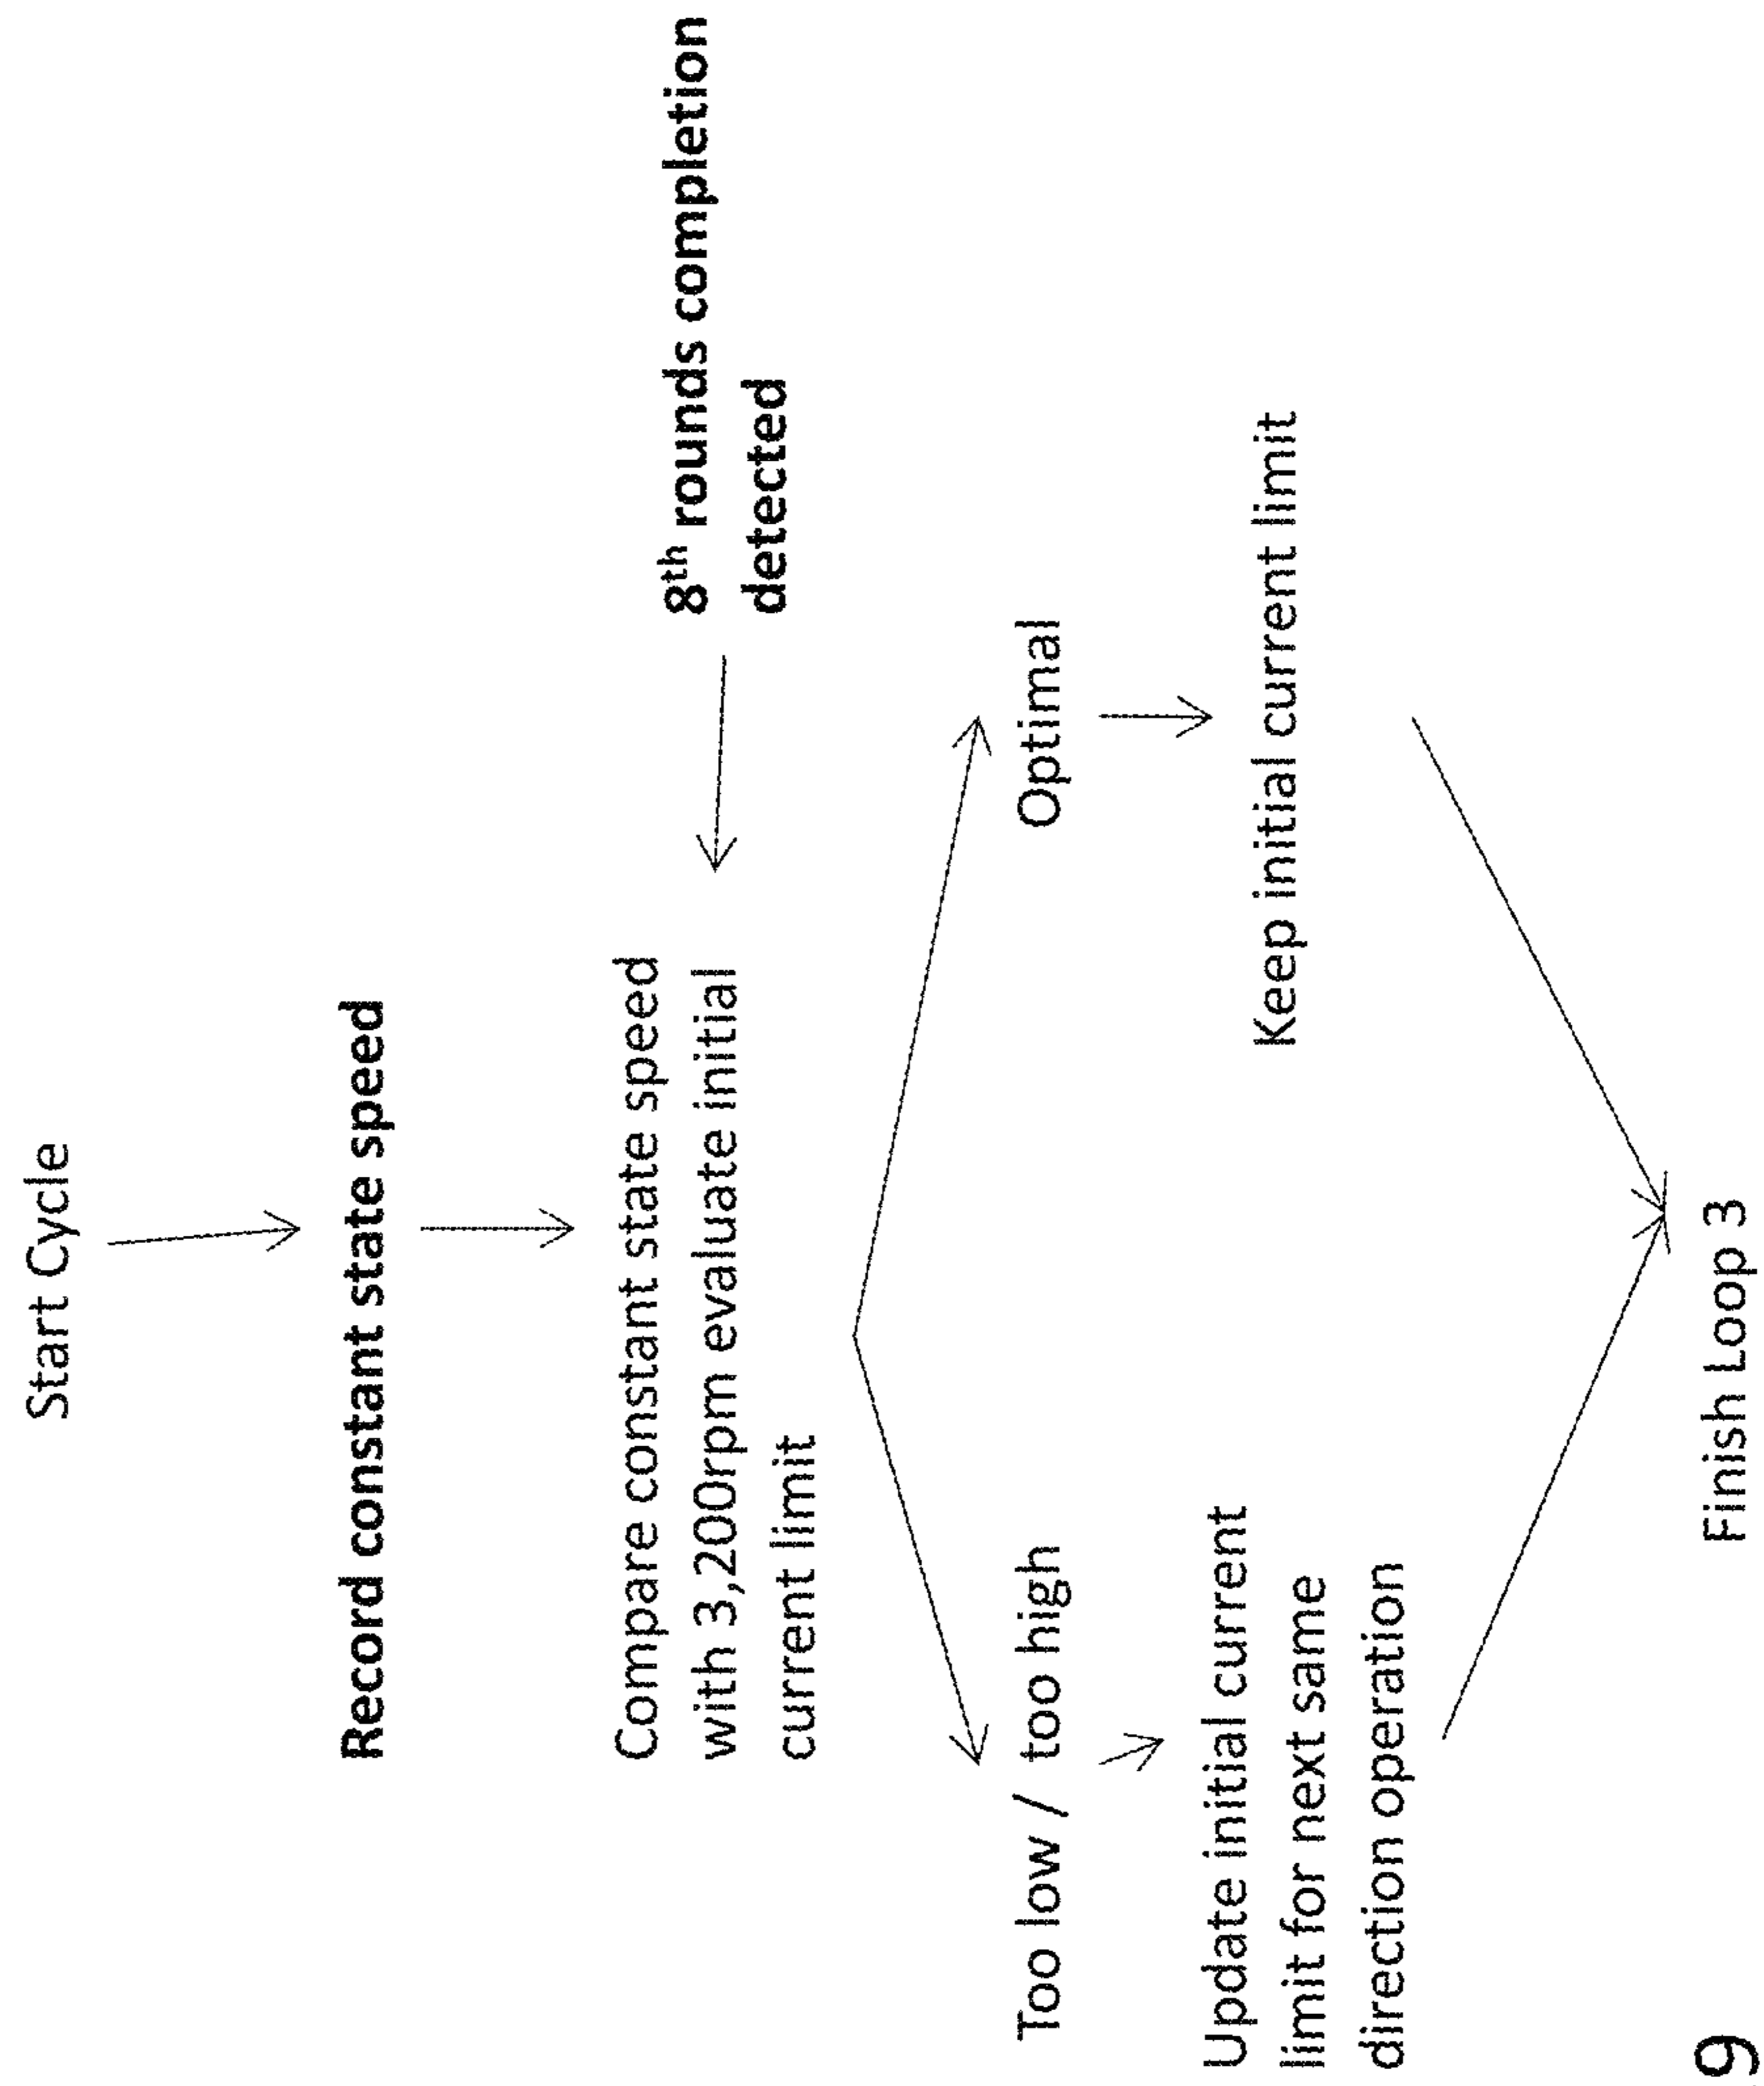 Start Cycle
Record constant state speed
Compare constant state speed
with 3,200rpm evaluate initial
current limit
8th rounds completion
detected
Too low / too high
Optimal
Update initial current
limit for next same
direction operation
Keep initial current limit
Finish Loop 3
9